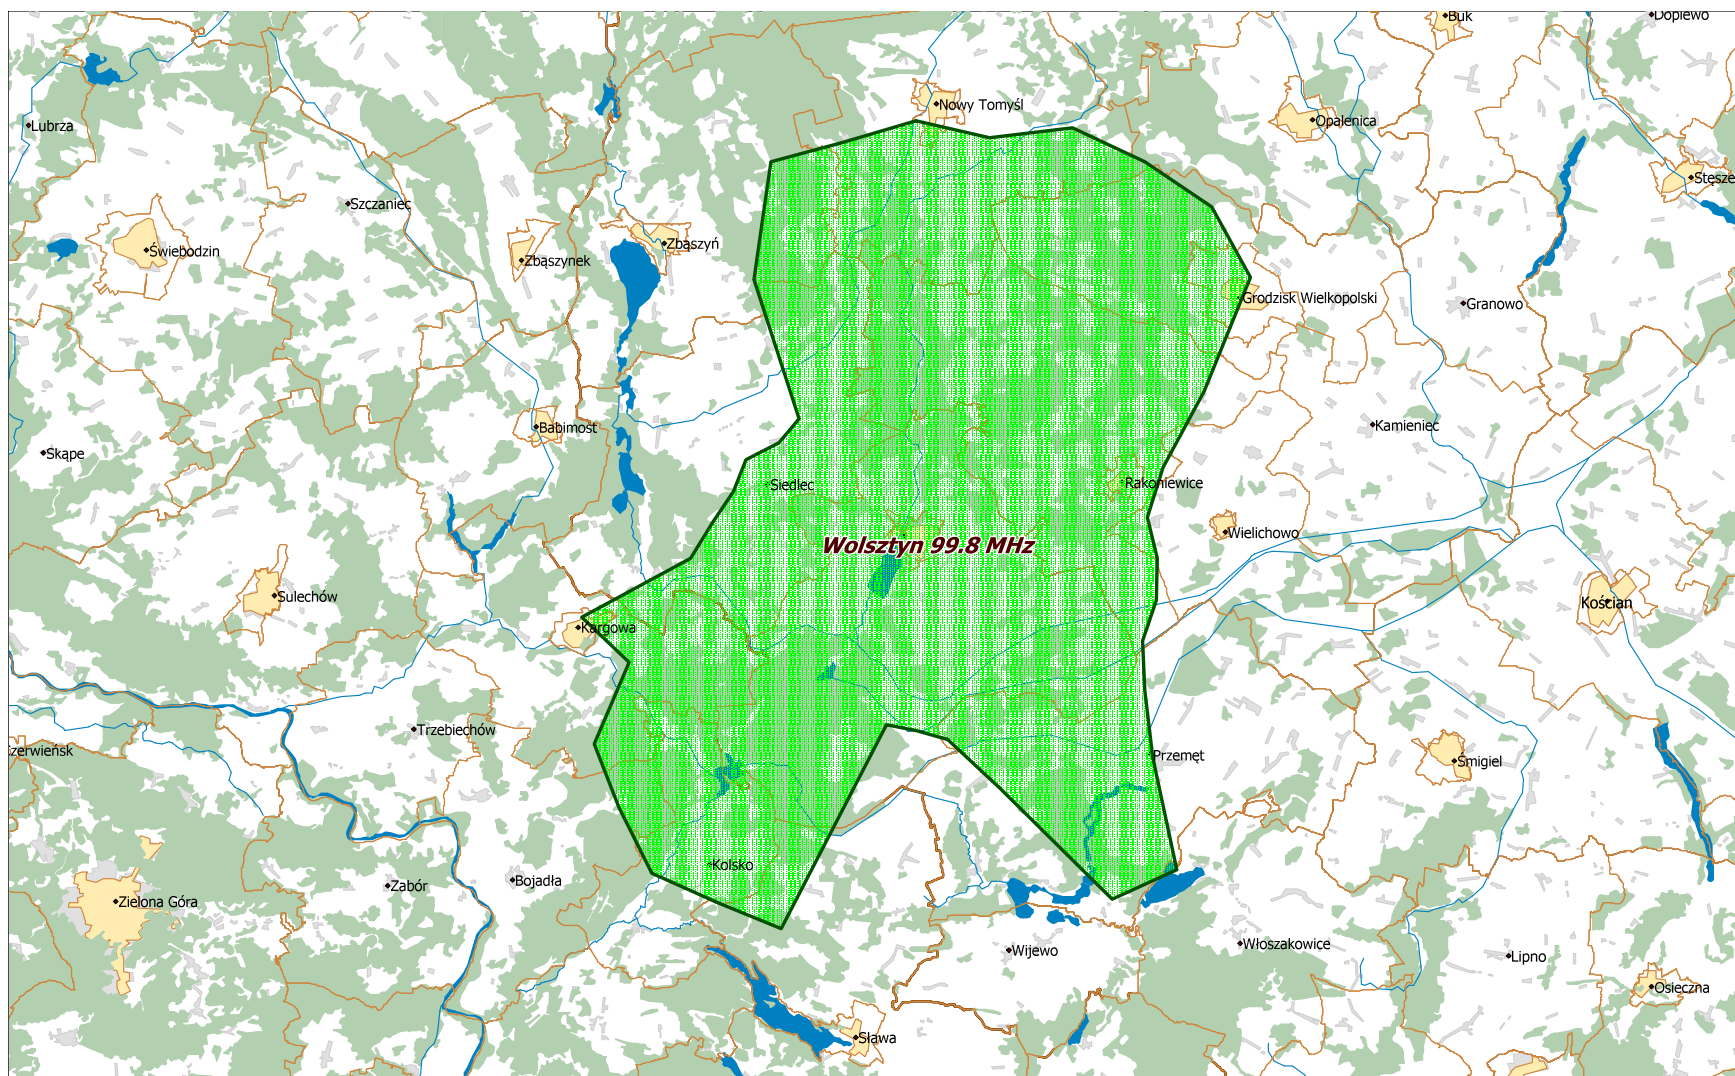 Buk
Dopiewo
Nowy Tomyśl
Opalenica
Lubrza
Stęsze
Szczaniec
Świebodzin
Zbąszyń
Zbąszynek
Grodzisk Wielkopolski
Granowo
Babimost
Kamieniec
Skąpe
Siedlec
Rakoniewice
Wielichowo
Wolsztyn 99.8 MHz
Sulechów
Kościan
Kargowa
Trzebiechów
zerwieńsk
Przemęt
Śmigiel
Kolsko
Bojadła
Zabór
Zielona Góra
Wijewo
Włoszakowice
Lipno
Osieczna
Sława